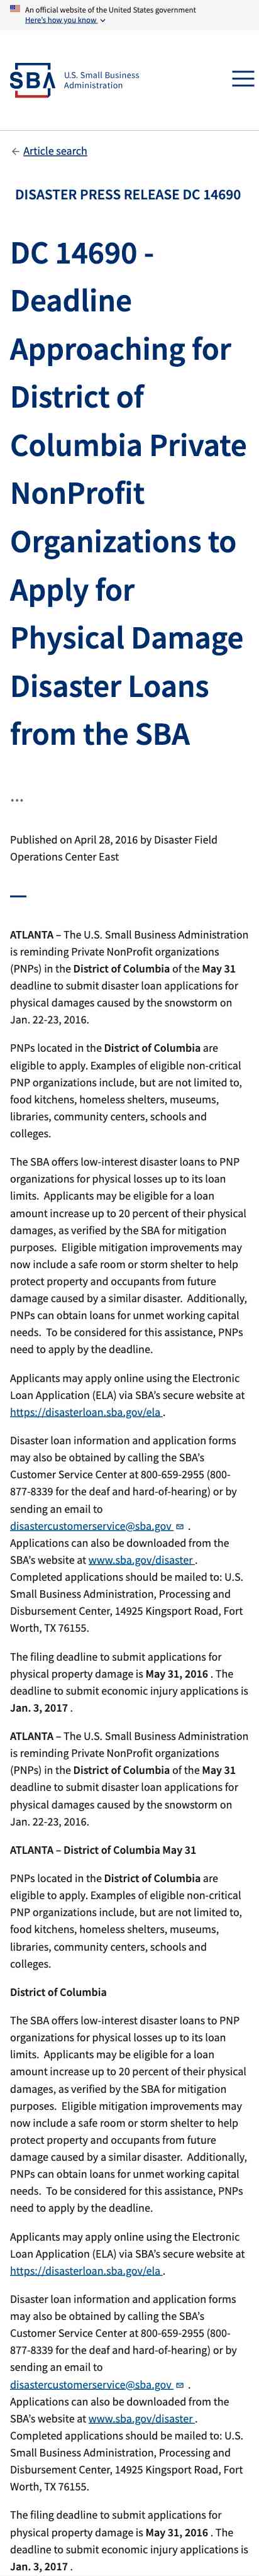 An official website of the United States government
Here's how you know
SBA
U.S. Small Business
Administration
Article search
DISASTER PRESS RELEASE DC 14690
DC 14690 -
Deadline
Approaching for
District of
Columbia Private
NonProfit
Organizations to
Apply for
Physical Damage
Disaster Loans
from the SBA
...
Published on April 28, 2016 by Disaster Field
Operations Center East
ATLANTA – The U.S. Small Business Administration
is reminding Private NonProfit organizations
(PNPs) in the District of Columbia of the May 31
deadline to submit disaster loan applications for
physical damages caused by the snowstorm on
Jan. 22-23, 2016.
PNPs located in the District of Columbia are
eligible to apply. Examples of eligible non-critical
PNP organizations include, but are not limited to,
food kitchens, homeless shelters, museums,
libraries, community centers, schools and
colleges.
The SBA offers low-interest disaster loans to PNP
organizations for physical losses up to its loan
limits.  Applicants may be eligible for a loan
amount increase up to 20 percent of their physical
damages, as verified by the SBA for mitigation
purposes.  Eligible mitigation improvements may
now include a safe room or storm shelter to help
protect property and occupants from future
damage caused by a similar disaster.  Additionally,
PNPs can obtain loans for unmet working capital
needs.  To be considered for this assistance, PNPs
need to apply by the deadline.
Applicants may apply online using the Electronic
Loan Application (ELA) via SBA's secure website at
https://disasterloan.sba.gov/ela .
Disaster loan information and application forms
may also be obtained by calling the SBA's
Customer Service Center at 800-659-2955 (800-
877-8339 for the deaf and hard-of-hearing) or by
sending an email to
disastercustomerservice@sba.gov .
Applications can also be downloaded from the
SBA's website at www.sba.gov/disaster .
Completed applications should be mailed to: U.S.
Small Business Administration, Processing and
Disbursement Center, 14925 Kingsport Road, Fort
Worth, TX 76155.
The filing deadline to submit applications for
physical property damage is May 31, 2016 . The
deadline to submit economic injury applications is
Jan. 3, 2017 .
ATLANTA – The U.S. Small Business Administration
is reminding Private NonProfit organizations
(PNPs) in the District of Columbia of the May 31
deadline to submit disaster loan applications for
physical damages caused by the snowstorm on
Jan. 22-23, 2016.
ATLANTA – District of Columbia May 31
PNPs located in the District of Columbia are
eligible to apply. Examples of eligible non-critical
PNP organizations include, but are not limited to,
food kitchens, homeless shelters, museums,
libraries, community centers, schools and
colleges.
District of Columbia
The SBA offers low-interest disaster loans to PNP
organizations for physical losses up to its loan
limits.  Applicants may be eligible for a loan
amount increase up to 20 percent of their physical
damages, as verified by the SBA for mitigation
purposes.  Eligible mitigation improvements may
now include a safe room or storm shelter to help
protect property and occupants from future
damage caused by a similar disaster.  Additionally,
PNPs can obtain loans for unmet working capital
needs.  To be considered for this assistance, PNPs
need to apply by the deadline.
Applicants may apply online using the Electronic
Loan Application (ELA) via SBA's secure website at
https://disasterloan.sba.gov/ela .
Disaster loan information and application forms
may also be obtained by calling the SBA's
Customer Service Center at 800-659-2955 (800-
877-8339 for the deaf and hard-of-hearing) or by
sending an email to
disastercustomerservice@sba.gov .
Applications can also be downloaded from the
SBA's website at www.sba.gov/disaster .
Completed applications should be mailed to: U.S.
Small Business Administration, Processing and
Disbursement Center, 14925 Kingsport Road, Fort
Worth, TX 76155.
The filing deadline to submit applications for
physical property damage is May 31, 2016 . The
deadline to submit economic injury applications is
Jan. 3, 2017 .